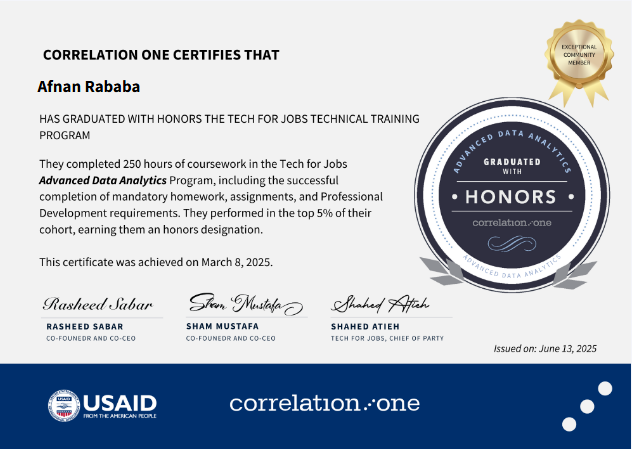 CORRELATION ONE CERTIFIES THAT
Afnan Rababa
HAS GRADUATED WITH HONORS THE TECH FOR JOBS TECHNICAL TRAINING
PROGRAM
They completed 250 hours of coursework in the Tech for Jobs
Advanced Data Analytics Program, including the successful
completion of mandatory homework, assignments, and Professional
Development requirements. They performed in the top 5% of their
cohort, earning them an honors designation.
This certificate was achieved on March 8, 2025.
EXCEPTIONAL
COMMUNITY
MEMBER
ADVANCED DATA ANALYTICS
GRADUATED
WITH
• HONORS •
correlation one
ADVANCED DATA ANALYTICS
Rasheed Sabar
Sham Mustafa
Shahed Atieh
RASHEED SABAR
SHAM MUSTAFA
SHAHED ATIEH
CO-FOUNEDR AND CO-CEO
CO-FOUNEDR AND CO-CEO
TECH FOR JOBS, CHIEF OF PARTY
Issued on: June 13, 2025
USAID
FROM THE AMERICAN PEOPLE
correlation one